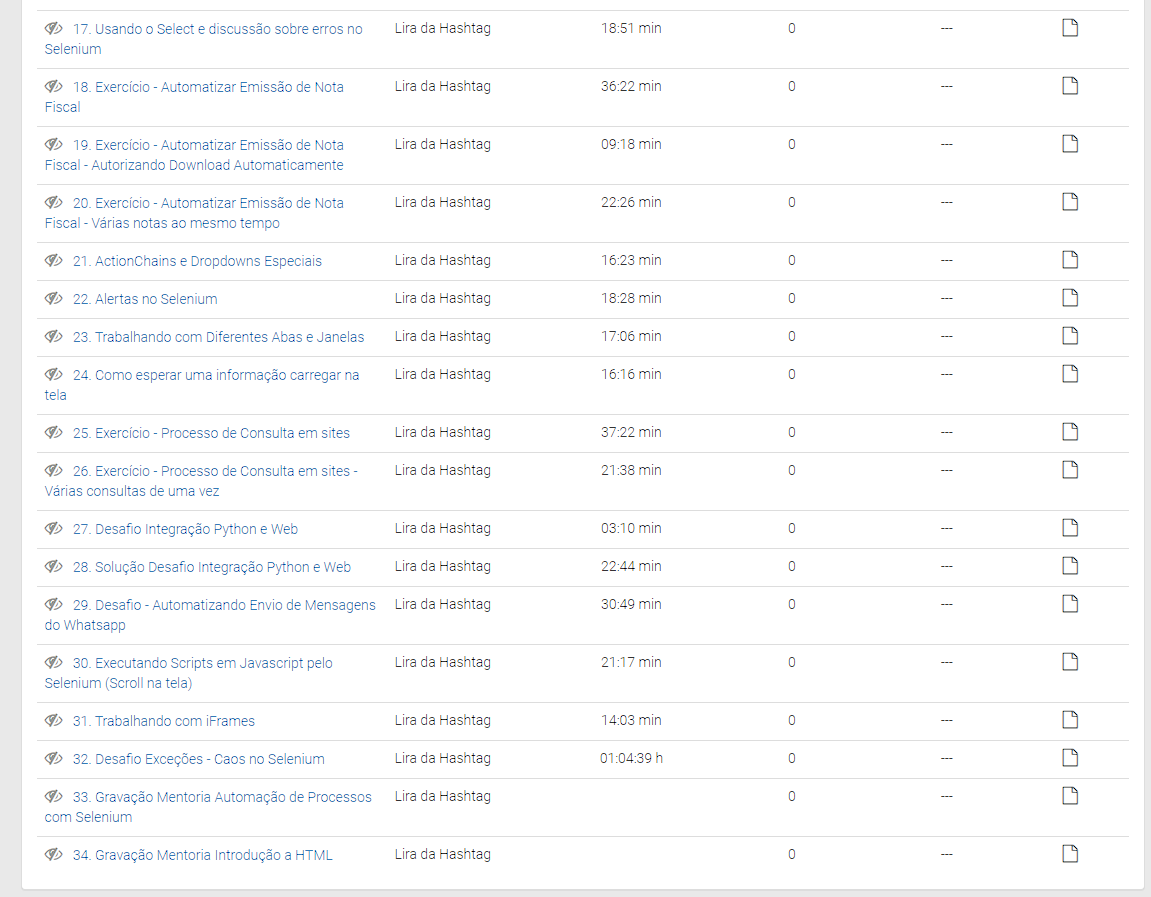 17. Usando o Select e discussão sobre erros no Lira da Hashtag 18:51 min 0 ---
Selenium
18. Exercício - Automatizar Emissão de Nota Lira da Hashtag 36:22 min 0 ---
Fiscal
19. Exercício - Automatizar Emissão de Nota Lira da Hashtag 09:18 min 0 ---
Fiscal - Autorizando Download Automaticamente
20. Exercício - Automatizar Emissão de Nota Lira da Hashtag 22:26 min 0 ---
Fiscal - Várias notas ao mesmo tempo
21. ActionChains e Dropdowns Especiais Lira da Hashtag 16:23 min 0 ---
22. Alertas no Selenium Lira da Hashtag 18:28 min 0 ---
23. Trabalhando com Diferentes Abas e Janelas Lira da Hashtag 17:06 min 0 ---
24. Como esperar uma informação carregar na Lira da Hashtag 16:16 min 0 ---
tela
25. Exercício - Processo de Consulta em sites Lira da Hashtag 37:22 min 0 ---
26. Exercício - Processo de Consulta em sites - Lira da Hashtag 21:38 min 0 ---
Várias consultas de uma vez
27. Desafio Integração Python e Web Lira da Hashtag 03:10 min 0 ---
28. Solução Desafio Integração Python e Web Lira da Hashtag 22:44 min 0 ---
29. Desafio - Automatizando Envio de Mensagens Lira da Hashtag 30:49 min 0 ---
do Whatsapp
30. Executando Scripts em Javascript pelo Lira da Hashtag 21:17 min 0 ---
Selenium (Scroll na tela)
31. Trabalhando com iFrames Lira da Hashtag 14:03 min 0 ---
32. Desafio Exceções - Caos no Selenium Lira da Hashtag 01:04:39 h 0 ---
33. Gravação Mentoria Automação de Processos Lira da Hashtag 0 ---
com Selenium
34. Gravação Mentoria Introdução a HTML Lira da Hashtag 0 ---